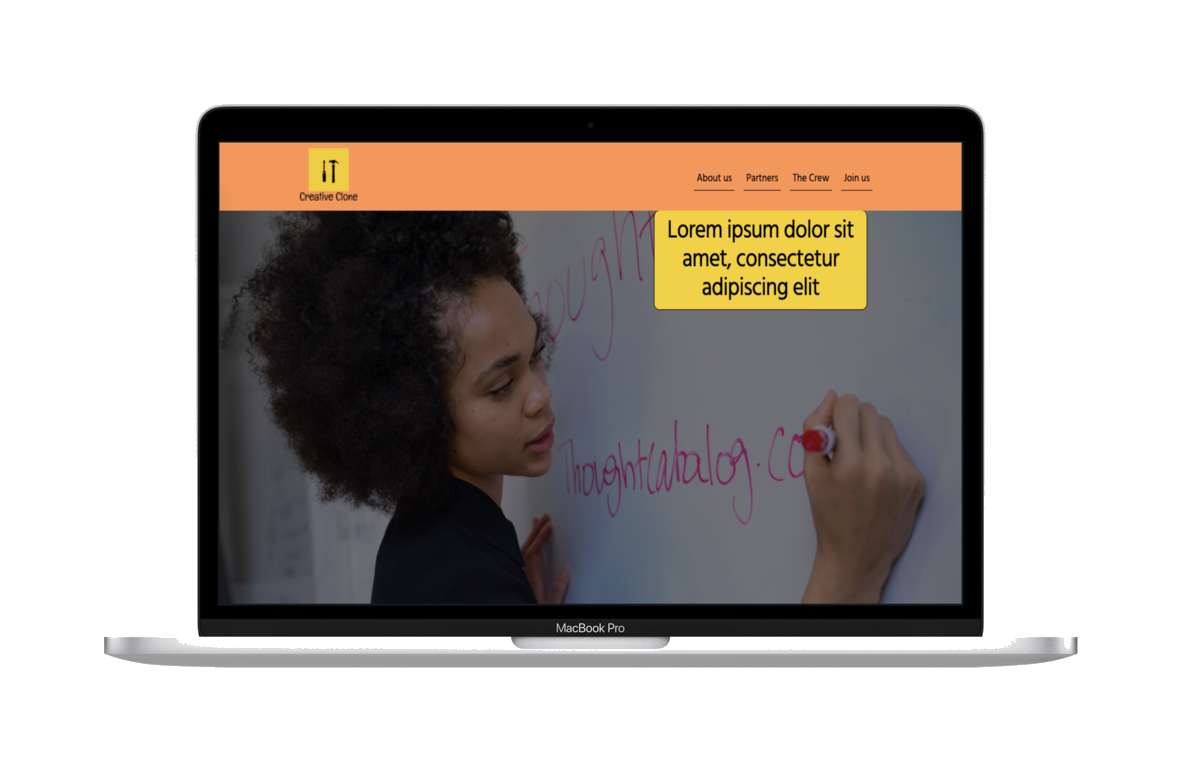 Creative Clone
About us Partners The Crew Join us
Lorem ipsum dolor sit
amet, consectetur
adipiscing elit
ought
ThoughtCatalog.Co
MacBook Pro